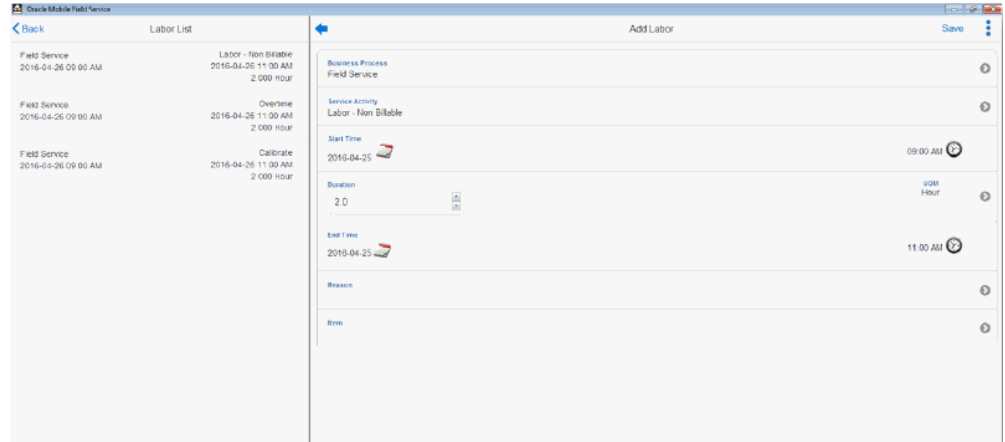 Oracle Mobile Field Service
Back
Labor List
Field Service
Labor - Non Billable
2016-04-26 09:00 AM
2016-04-26 11:00 AM
2.000 Hour
Field Service
Overtime
2016-04-26 09:00 AM
2016-04-26 11:00 AM
2.000 Hour
Field Service
Calibrate
2016-04-26 09:00 AM
2016-04-26 11:00 AM
2.000 Hour
Add Labor
Save
Business Process
Field Service
Service Activity
Labor - Non Billable
Start Time
2016-04-25
09:00 AM
Duration
2.0
UOM
Hour
End Time
2016-04-25
11:00 AM
Reason
Item